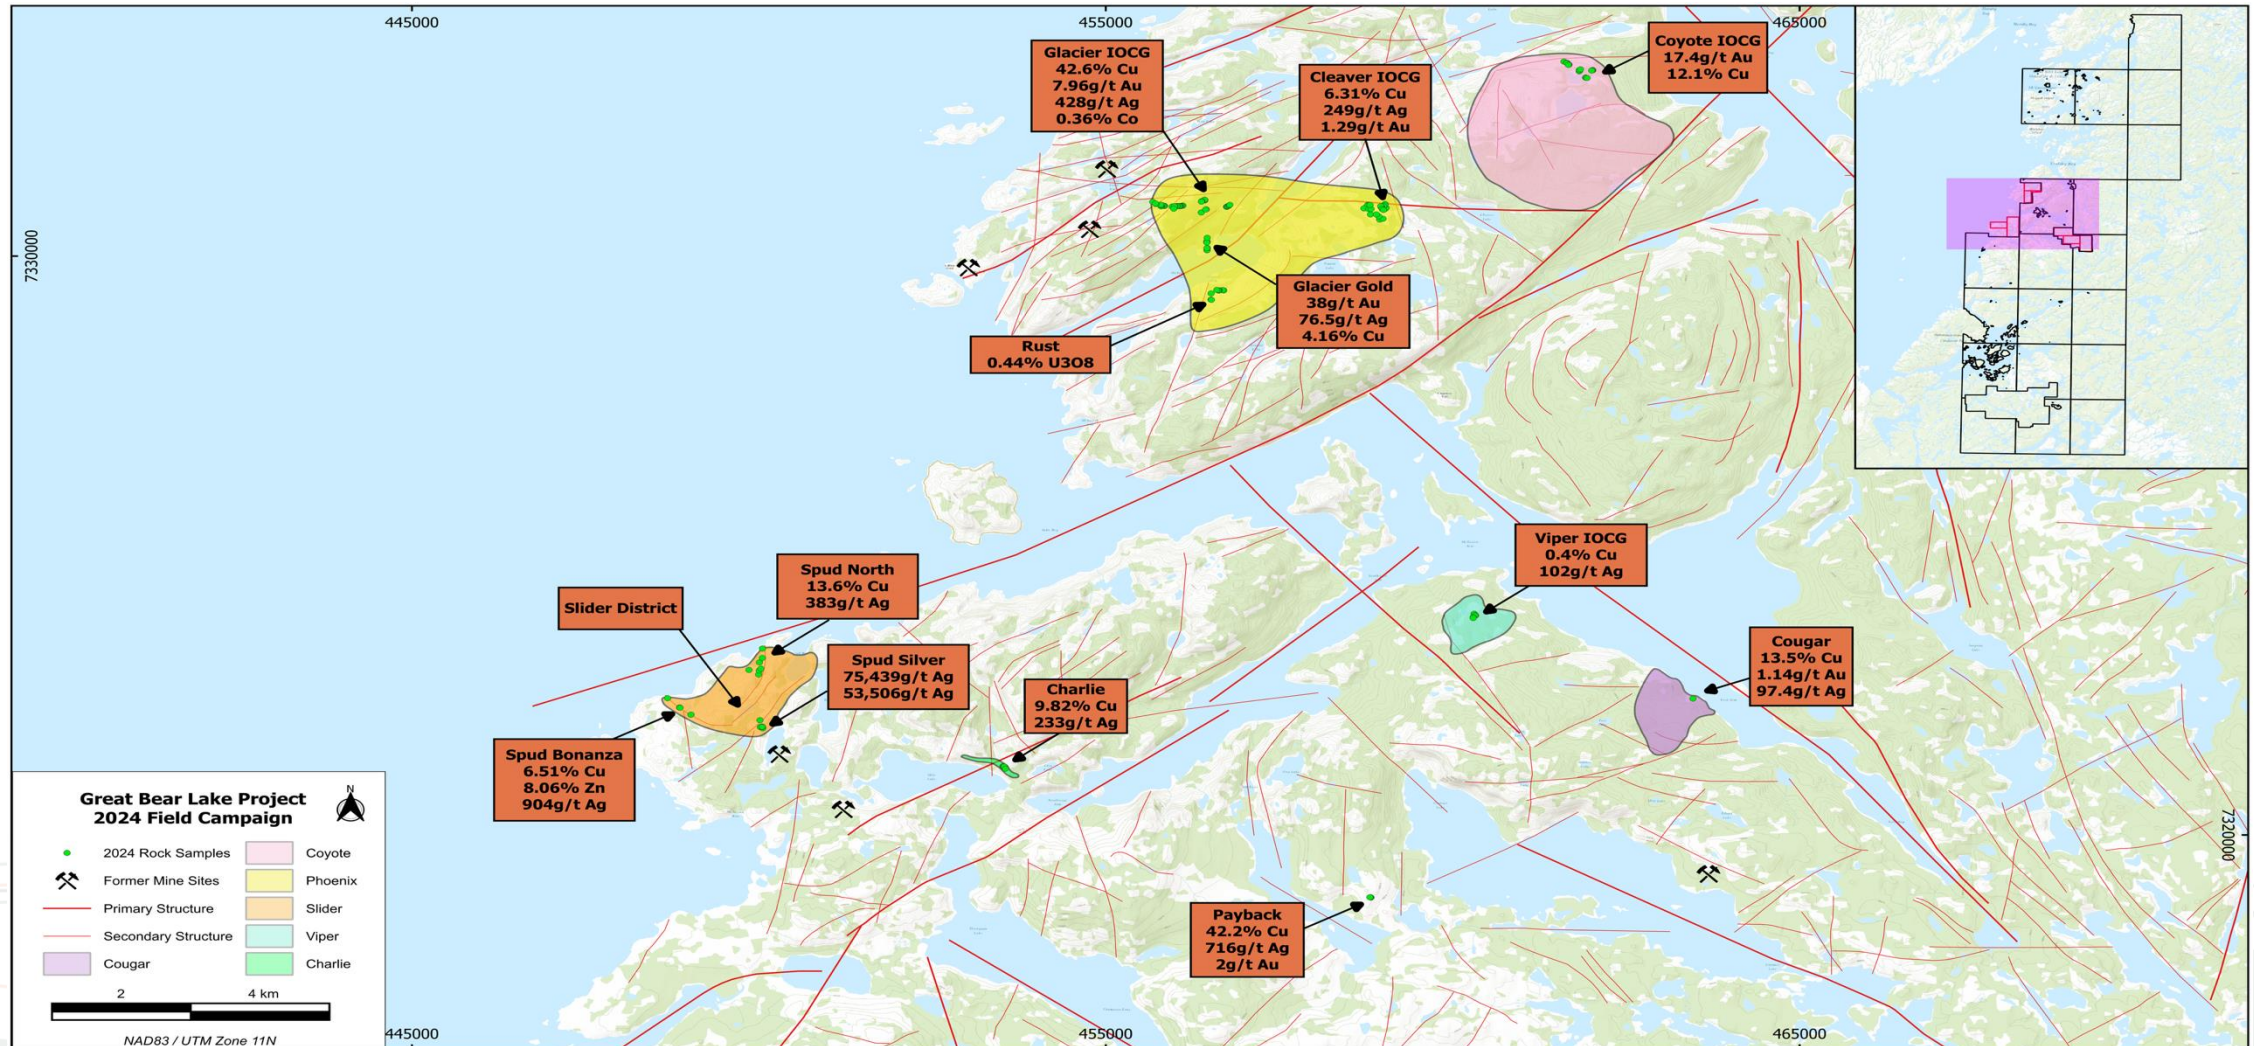 445000
455000
465000
Glacier IOCG
42.6% Cu
7.96g/t Au
428g/t Ag
0.36% Co
Cleaver IOCG
6.31% Cu
249g/t Ag
1.29g/t Au
Coyote IOCG
17.4g/t Au
12.1% Cu
7330000
Glacier Gold
38g/t Au
76.5g/t Ag
4.16% Cu
Rust
0.44% U3O8
Viper IOCG
0.4% Cu
102g/t Ag
Spud North
13.6% Cu
383g/t Ag
Slider District
Spud Silver
75,439g/t Ag
53,506g/t Ag
Charlie
9.82% Cu
233g/t Ag
Cougar
13.5% Cu
1.14g/t Au
97.4g/t Ag
Spud Bonanza
6.51% Cu
8.06% Zn
904g/t Ag
7320000
Payback
42.2% Cu
716g/t Ag
2g/t Au
Great Bear Lake Project
2024 Field Campaign
N
2024 Rock Samples
Coyote
Former Mine Sites
Phoenix
Primary Structure
Slider
Secondary Structure
Viper
Cougar
Charlie
2
4 km
NAD83 / UTM Zone 11N
445000
455000
465000